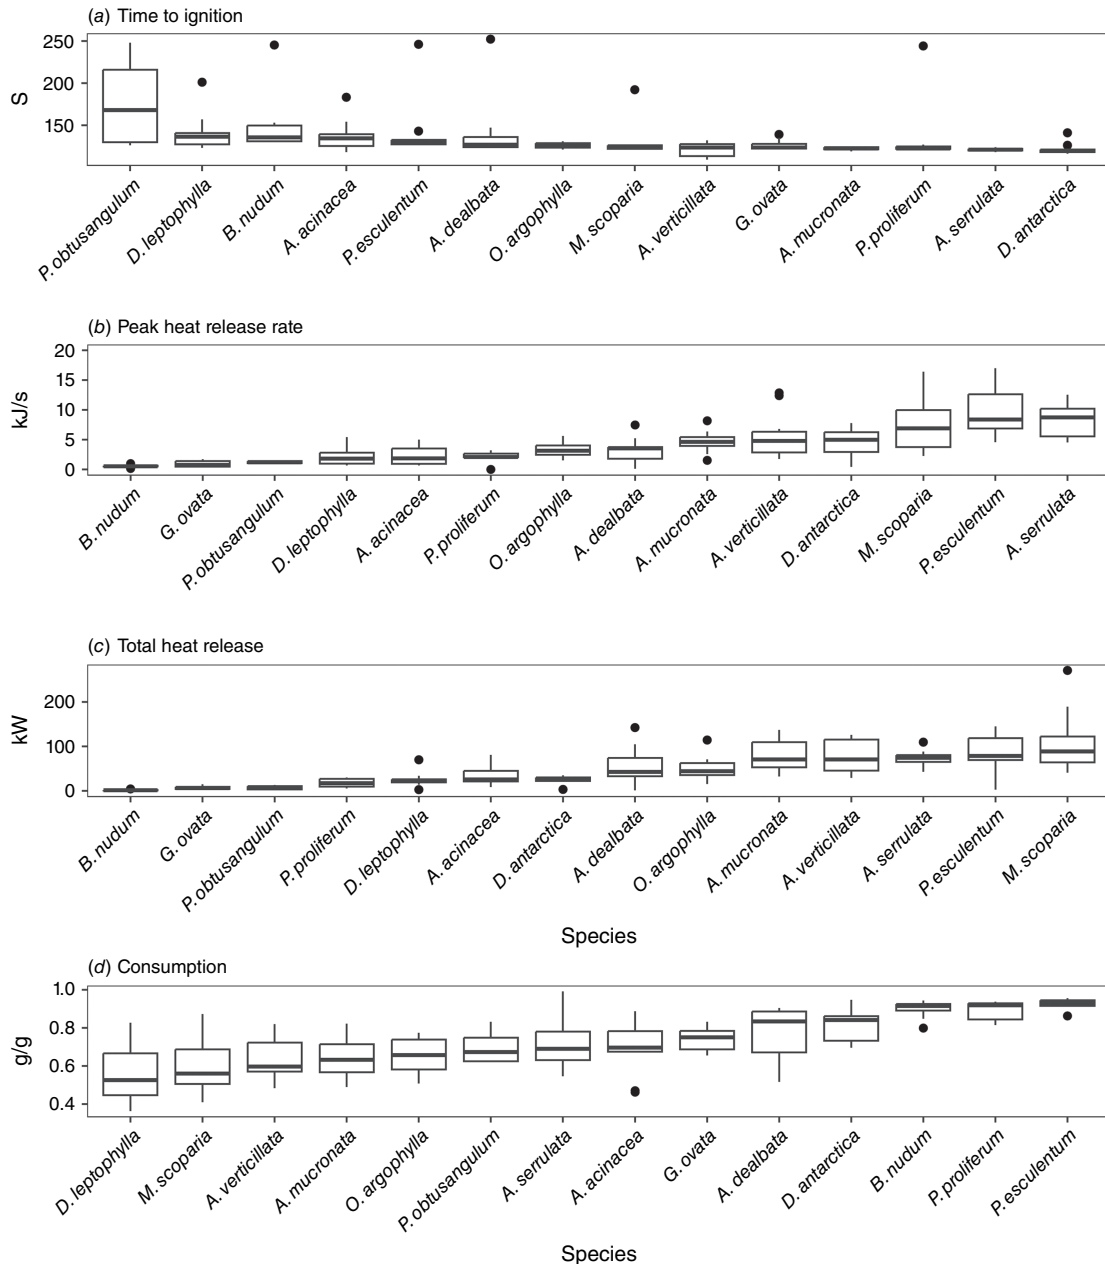 (a) Time to ignition
250
200
150
S
P. obtusangulum
D. leptophylla
B. nudum
A. acinacea
P. esculentum
A. dealbata
O. argophylla
M. scoparia
A. verticillata
G. ovata
A. mucronata
P. proliferum
A. serrulata
D. antarctica
(b) Peak heat release rate
20
15
10
5
0
kJ/s
B. nudum
G. ovata
P. obtusangulum
D. leptophylla
A. acinacea
P. proliferum
O. argophylla
A. dealbata
A. mucronata
A. verticillata
D. antarctica
M. scoparia
P. esculentum
A. serrulata
(c) Total heat release
200
100
0
kW
B. nudum
G. ovata
P. obtusangulum
P. proliferum
D. leptophylla
A. acinacea
D. antarctica
A. dealbata
O. argophylla
A. mucronata
A. verticillata
A. serrulata
P. esculentum
M. scoparia
Species
(d) Consumption
1.0
0.8
0.6
0.4
g/g
D. leptophylla
M. scoparia
A. verticillata
A. mucronata
O. argophylla
P. obtusangulum
A. serrulata
A. acinacea
G. ovata
A. dealbata
D. antarctica
B. nudum
P. proliferum
P. esculentum
Species